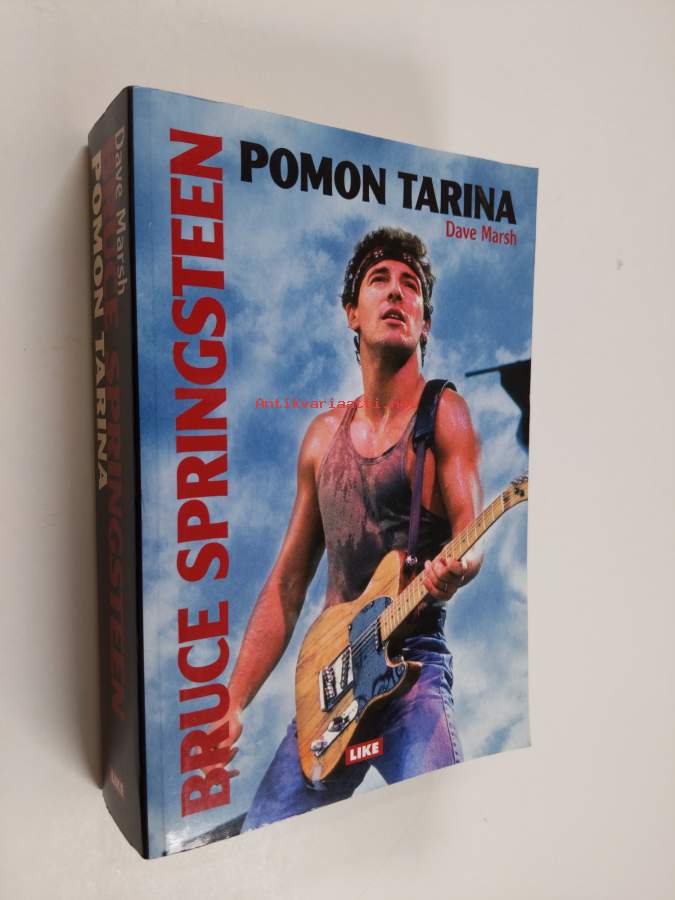 POMON TARINA
Dave Marsh
BRUCE SPRINGSTEEN
LIKE
Dave Marsh
BRUCE SPRINGSTEEN
POMON TARINA
LIKE
Antikvariaatti.net